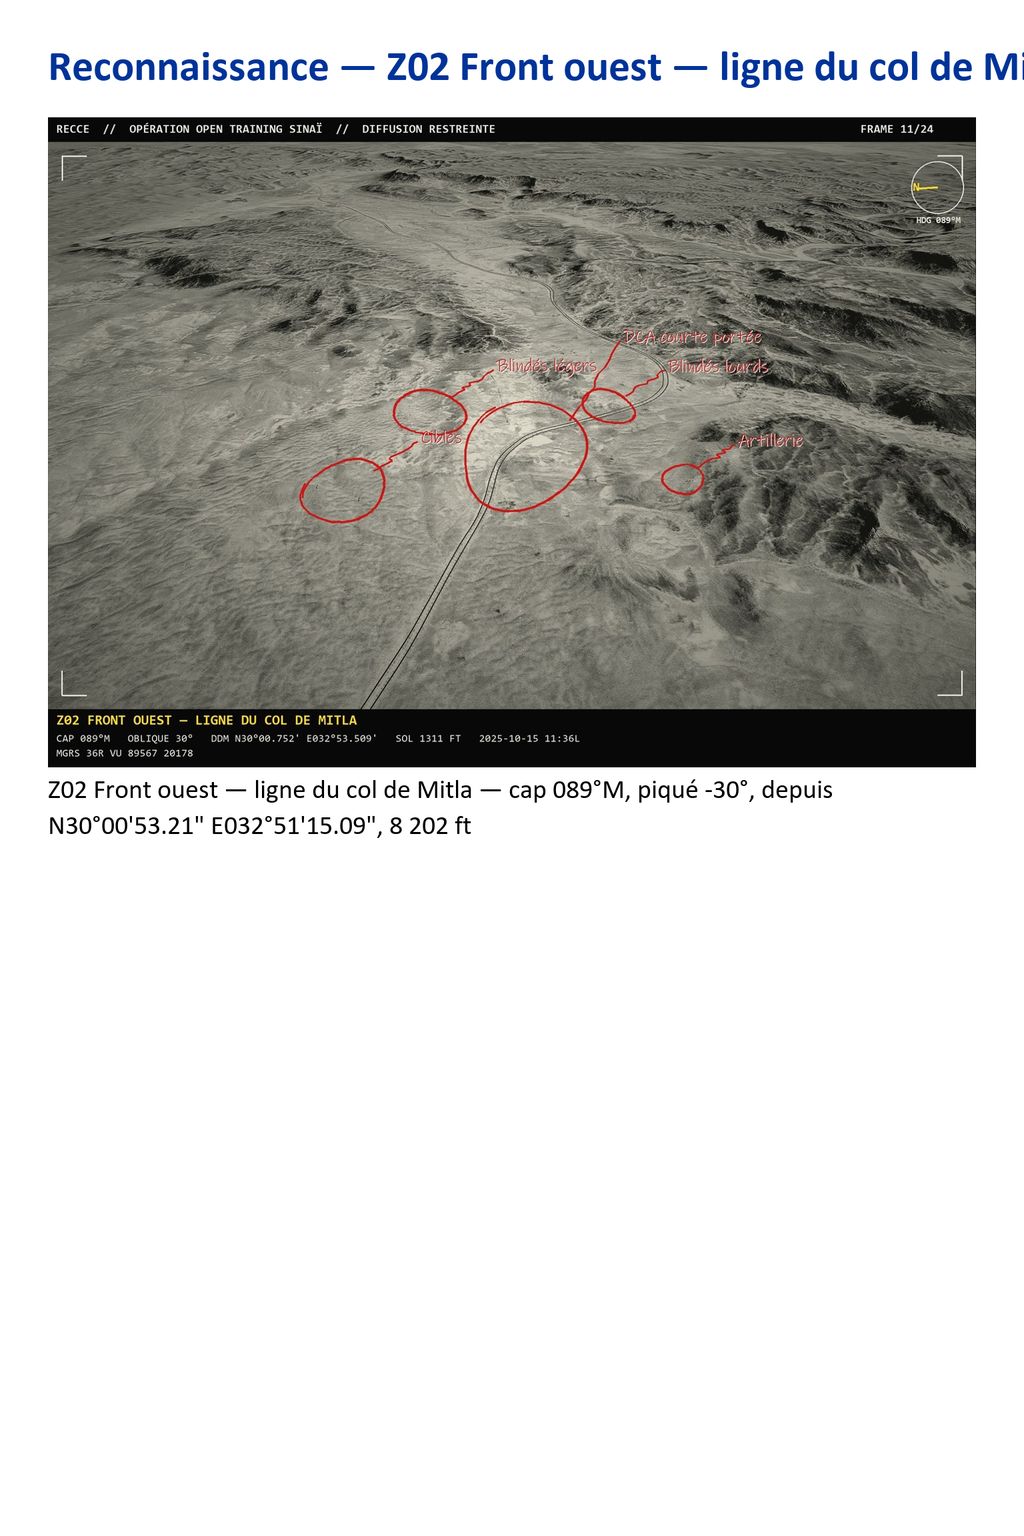 Reconnaissance — Z02 Front ouest — ligne du col de Mi
RECCE // OPÉRATION OPEN TRAINING SINAÏ // DIFFUSION RESTREINTE
FRAME 11/24
N
HDG 089°M
DCA courte portée
Blindés légers
Blindés lourds
Cibles
Artillerie
Z02 FRONT OUEST — LIGNE DU COL DE MITLA
CAP 089°M OBLIQUE 30° DDM N30°00.752' E032°53.509' SOL 1311 FT 2025-10-15 11:36L
MGRS 36R VU 89567 20178
Z02 Front ouest — ligne du col de Mitla — cap 089°M, piqué -30°, depuis
N30°00'53.21" E032°51'15.09", 8 202 ft